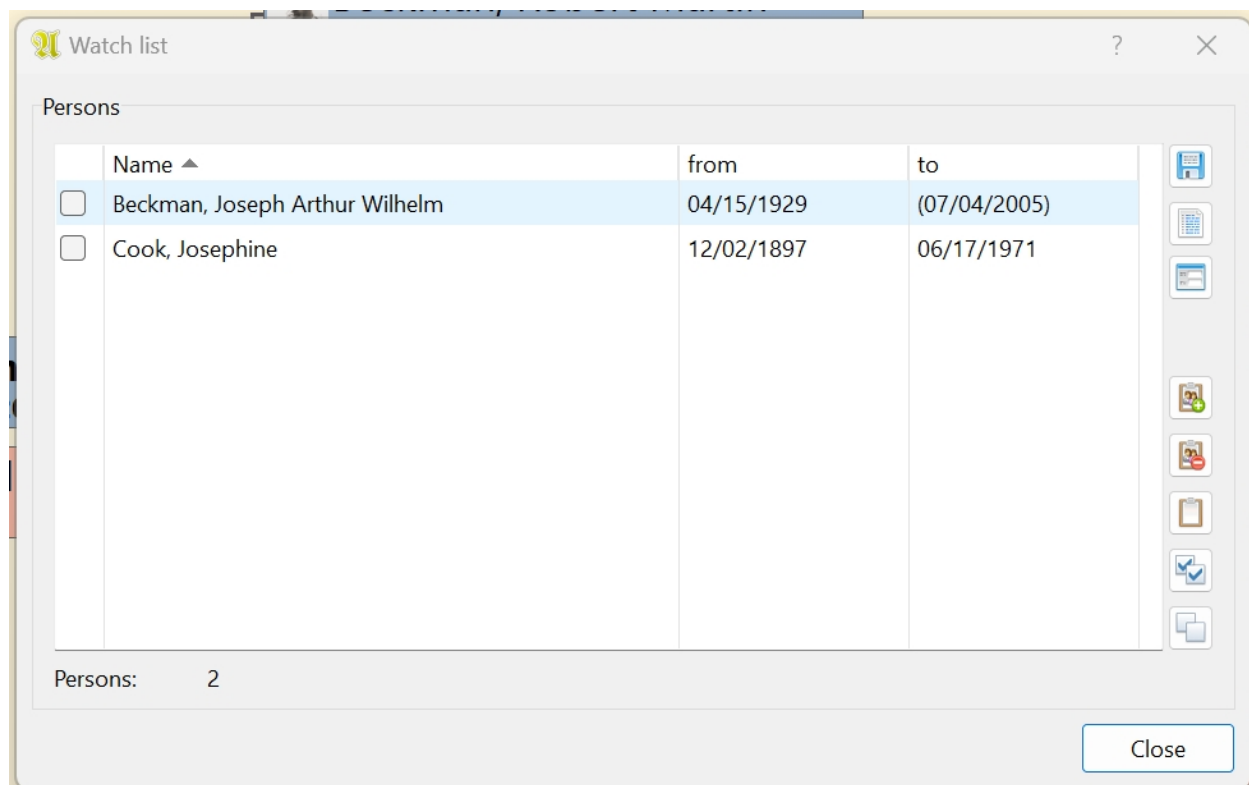 Watch list
Persons
Name from to
Beckman, Joseph Arthur Wilhelm 04/15/1929 (07/04/2005)
Cook, Josephine 12/02/1897 06/17/1971
Persons: 2
Close